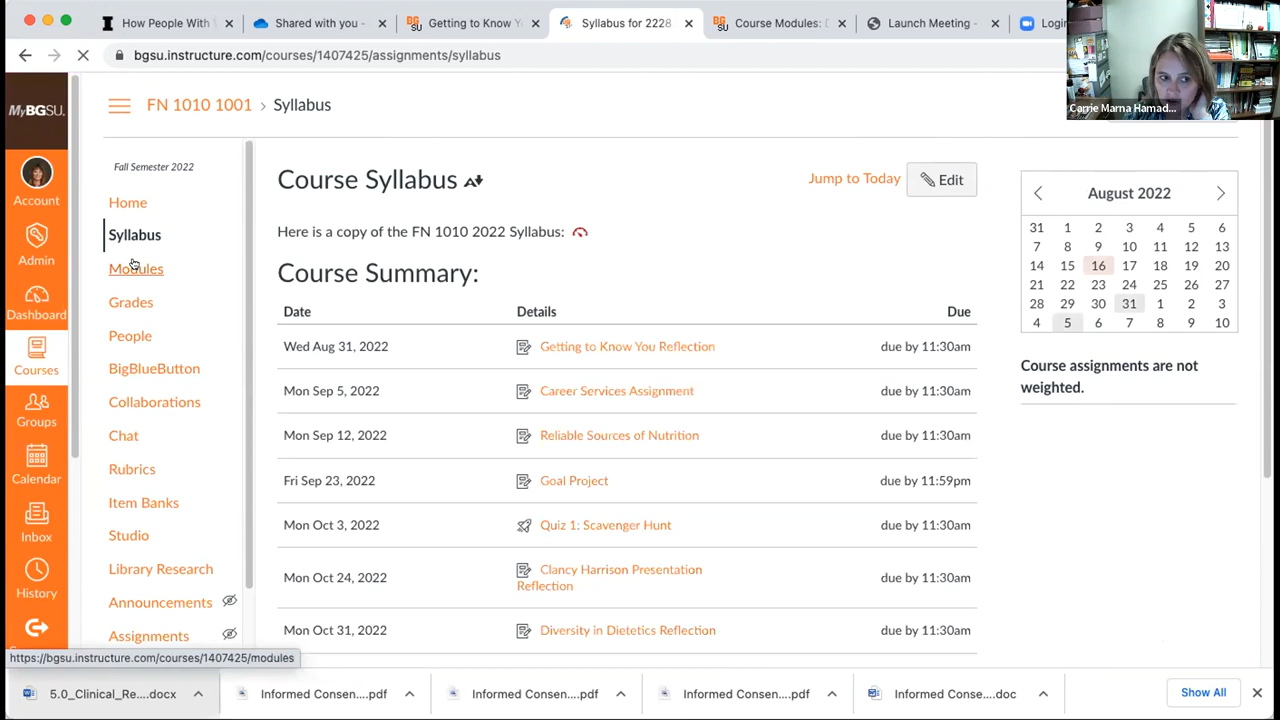 How People With
Shared with you -
Getting to Know Y
Syllabus for 2228
Course Modules: D
Launch Meeting -
Login
bgsu.instructure.com/courses/1407425/assignments/syllabus
Carrie Marna Hamad...
MyBGSU.
Account
Admin
Dashboard
Courses
Groups
Calendar
Inbox
History
FN 1010 1001 › Syllabus
Fall Semester 2022
Home
Syllabus
Modules
Grades
People
BigBlueButton
Collaborations
Chat
Rubrics
Item Banks
Studio
Library Research
Announcements
Assignments
Course Syllabus
Jump to Today
Edit
Here is a copy of the FN 1010 2022 Syllabus:
Course Summary:
Date Details Due
Wed Aug 31, 2022 Getting to Know You Reflection due by 11:30am
Mon Sep 5, 2022 Career Services Assignment due by 11:30am
Mon Sep 12, 2022 Reliable Sources of Nutrition due by 11:30am
Fri Sep 23, 2022 Goal Project due by 11:59pm
Mon Oct 3, 2022 Quiz 1: Scavenger Hunt due by 11:30am
Mon Oct 24, 2022 Clancy Harrison Presentation due by 11:30am
Reflection
Mon Oct 31, 2022 Diversity in Dietetics Reflection due by 11:30am
August 2022
31 1 2 3 4 5 6
7 8 9 10 11 12 13
14 15 16 17 18 19 20
21 22 23 24 25 26 27
28 29 30 31 1 2 3
4 5 6 7 8 9 10
Course assignments are not
weighted.
https://bgsu.instructure.com/courses/1407425/modules
5.0_Clinical_Re....docx
Informed Consen....pdf
Informed Consen....pdf
Informed Consen....pdf
Informed Conse....doc
Show All